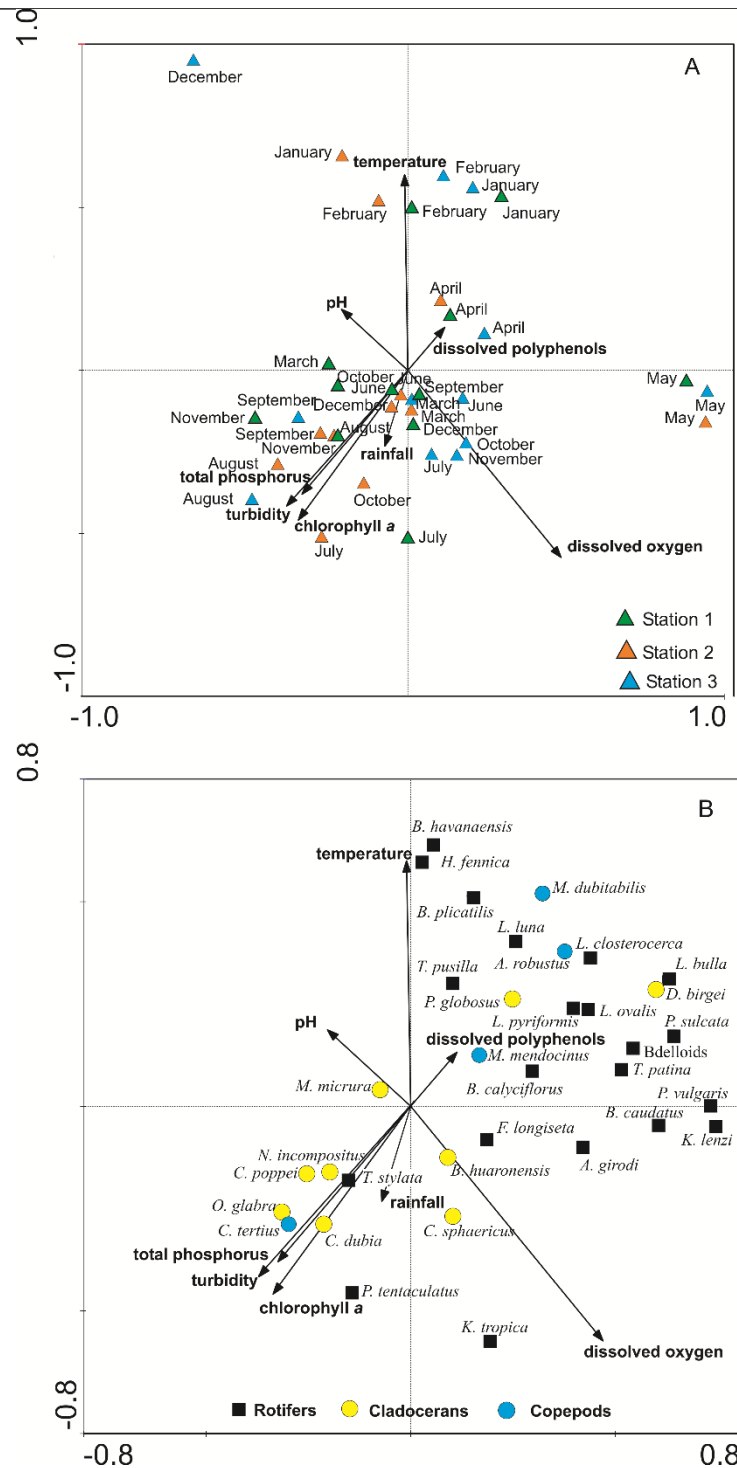 1.0
A
December
January
temperature
February
January
February
February
January
April
April
pH
April
dissolved polyphenols
March
October
June
May
September
June
September
May
December
March
June
November
March
May
September
August
December
November
October
rainfall
August
July
November
total phosphorus
October
August
turbidity
chlorophyll a
July
July
dissolved oxygen
Station 1
Station 2
Station 3
-1.0
-1.0
1.0
0.8
B
B. havanaensis
temperature
H. fennica
M. dubitabilis
B. plicatilis
L. luna
L. closterocerca
A. robustus
T. pusilla
L. bulla
P. globosus
D. birgei
L. pyriformis
L. ovalis
pH
P. sulcata
dissolved polyphenols
M. mendocinus
Bdelloids
T. patina
M. micrura
B. calyciflorus
P. vulgaris
B. caudatus
F. longiseta
K. lenzi
N. incompositus
A. girodi
C. poppei
T. stylata
B. huaronensis
rainfall
O. glabra
C. tertius
C. dubia
C. sphaericus
total phosphorus
turbidity
chlorophyll a
P. tentaculatus
K. tropica
dissolved oxygen
Rotifers
Cladocerans
Copepods
-0.8
-0.8
0.8